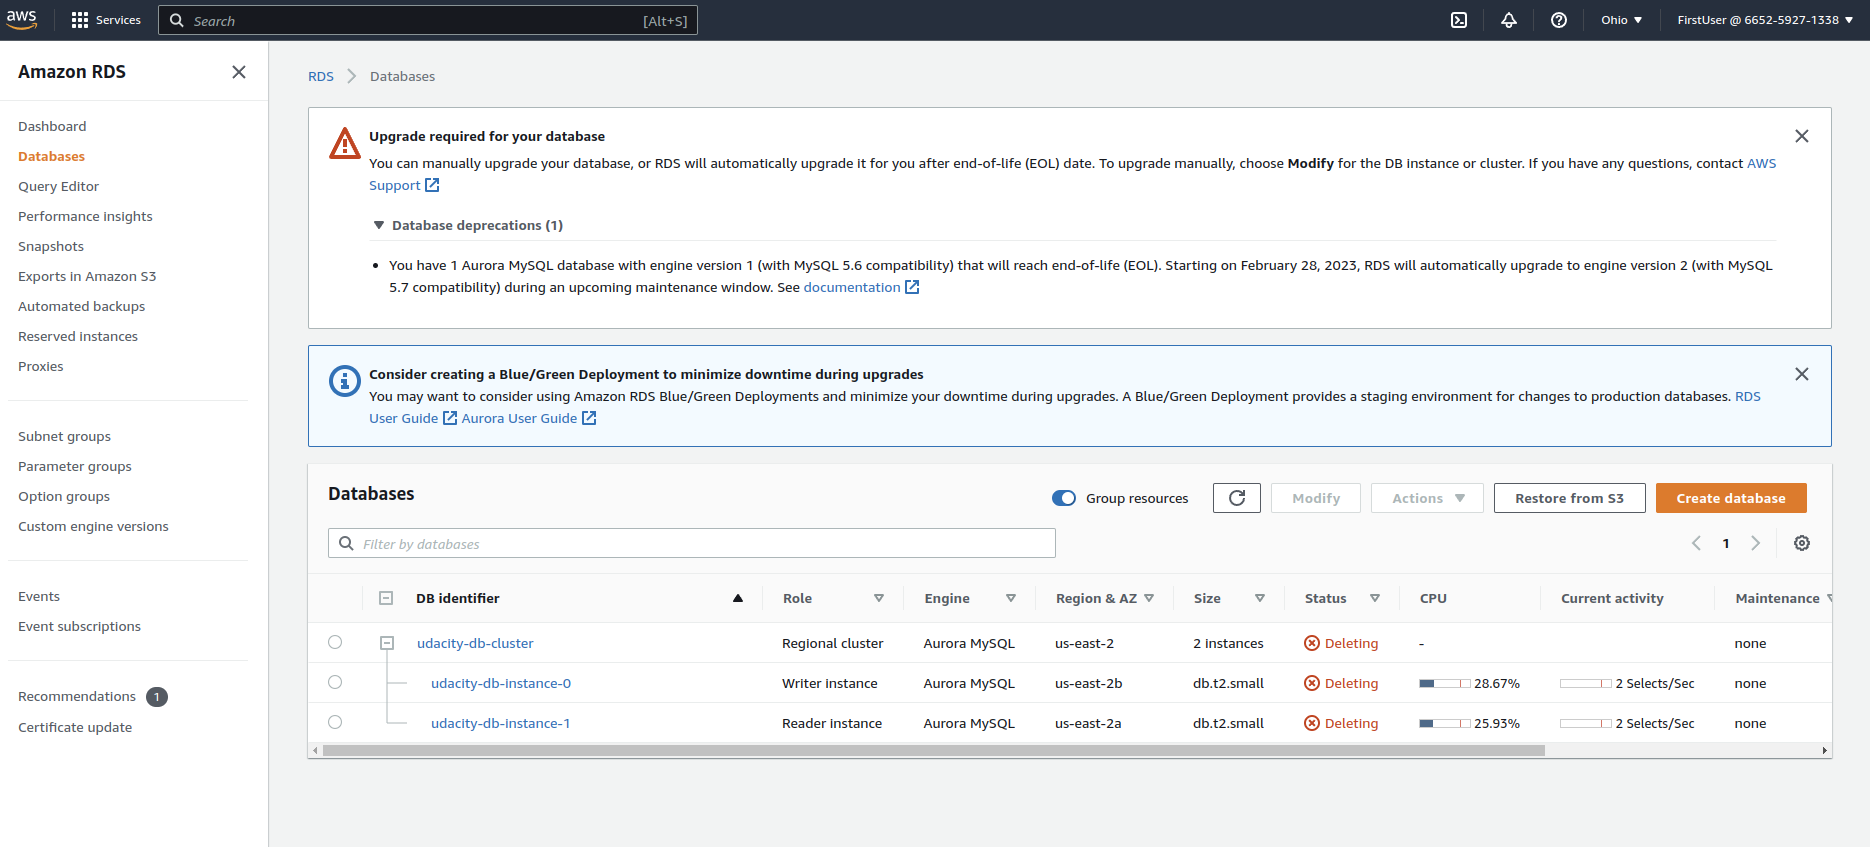 aws Services Search [Alt+S] Ohio FirstUser @ 6652-5927-1338
Amazon RDS
Dashboard
Databases
Query Editor
Performance insights
Snapshots
Exports in Amazon S3
Automated backups
Reserved instances
Proxies
Subnet groups
Parameter groups
Option groups
Custom engine versions
Events
Event subscriptions
Recommendations 1
Certificate update
RDS Databases
Upgrade required for your database
You can manually upgrade your database, or RDS will automatically upgrade it for you after end-of-life (EOL) date. To upgrade manually, choose Modify for the DB instance or cluster. If you have any questions, contact AWS
Support
Database deprecations (1)
• You have 1 Aurora MySQL database with engine version 1 (with MySQL 5.6 compatibility) that will reach end-of-life (EOL). Starting on February 28, 2023, RDS will automatically upgrade to engine version 2 (with MySQL
5.7 compatibility) during an upcoming maintenance window. See documentation
Consider creating a Blue/Green Deployment to minimize downtime during upgrades
You may want to consider using Amazon RDS Blue/Green Deployments and minimize your downtime during upgrades. A Blue/Green Deployment provides a staging environment for changes to production databases. RDS
User Guide Aurora User Guide
Databases Group resources Modify Actions Restore from S3 Create database
Filter by databases 1
DB identifier Role Engine Region & AZ Size Status CPU Current activity Maintenance
udacity-db-cluster Regional cluster Aurora MySQL us-east-2 2 instances Deleting - none
udacity-db-instance-0 Writer instance Aurora MySQL us-east-2b db.t2.small Deleting 28.67% 2 Selects/Sec none
udacity-db-instance-1 Reader instance Aurora MySQL us-east-2a db.t2.small Deleting 25.93% 2 Selects/Sec none